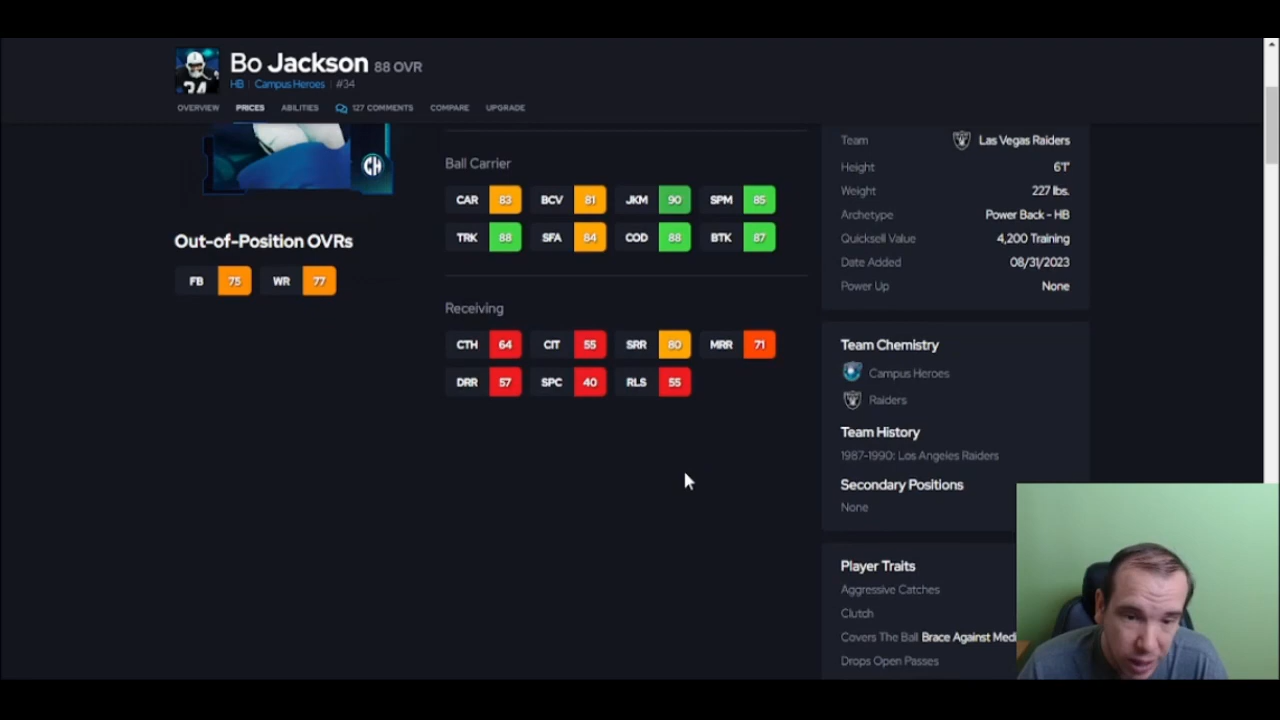 Bo Jackson 88 OVR
HB Campus Heroes #34
OVERVIEW PRICES ABILITIES 127 COMMENTS COMPARE UPGRADE
34
CH
Out-of-Position OVRs
FB 75 WR 77
Ball Carrier
CAR 83 BCV 81 JKM 90 SPM 85
TRK 88 SFA 84 COD 88 BTK 87
Receiving
CTH 64 CIT 55 SRR 80 MRR 71
DRR 57 SPC 40 RLS 55
Team Las Vegas Raiders
Height 6'1"
Weight 227 lbs.
Archetype Power Back - HB
Quicksell Value 4,200 Training
Date Added 08/31/2023
Power Up None
Team Chemistry
Campus Heroes
Raiders
Team History
1987-1990: Los Angeles Raiders
Secondary Positions
None
Player Traits
Aggressive Catches
Clutch
Covers The Ball Brace Against Medi
Drops Open Passes